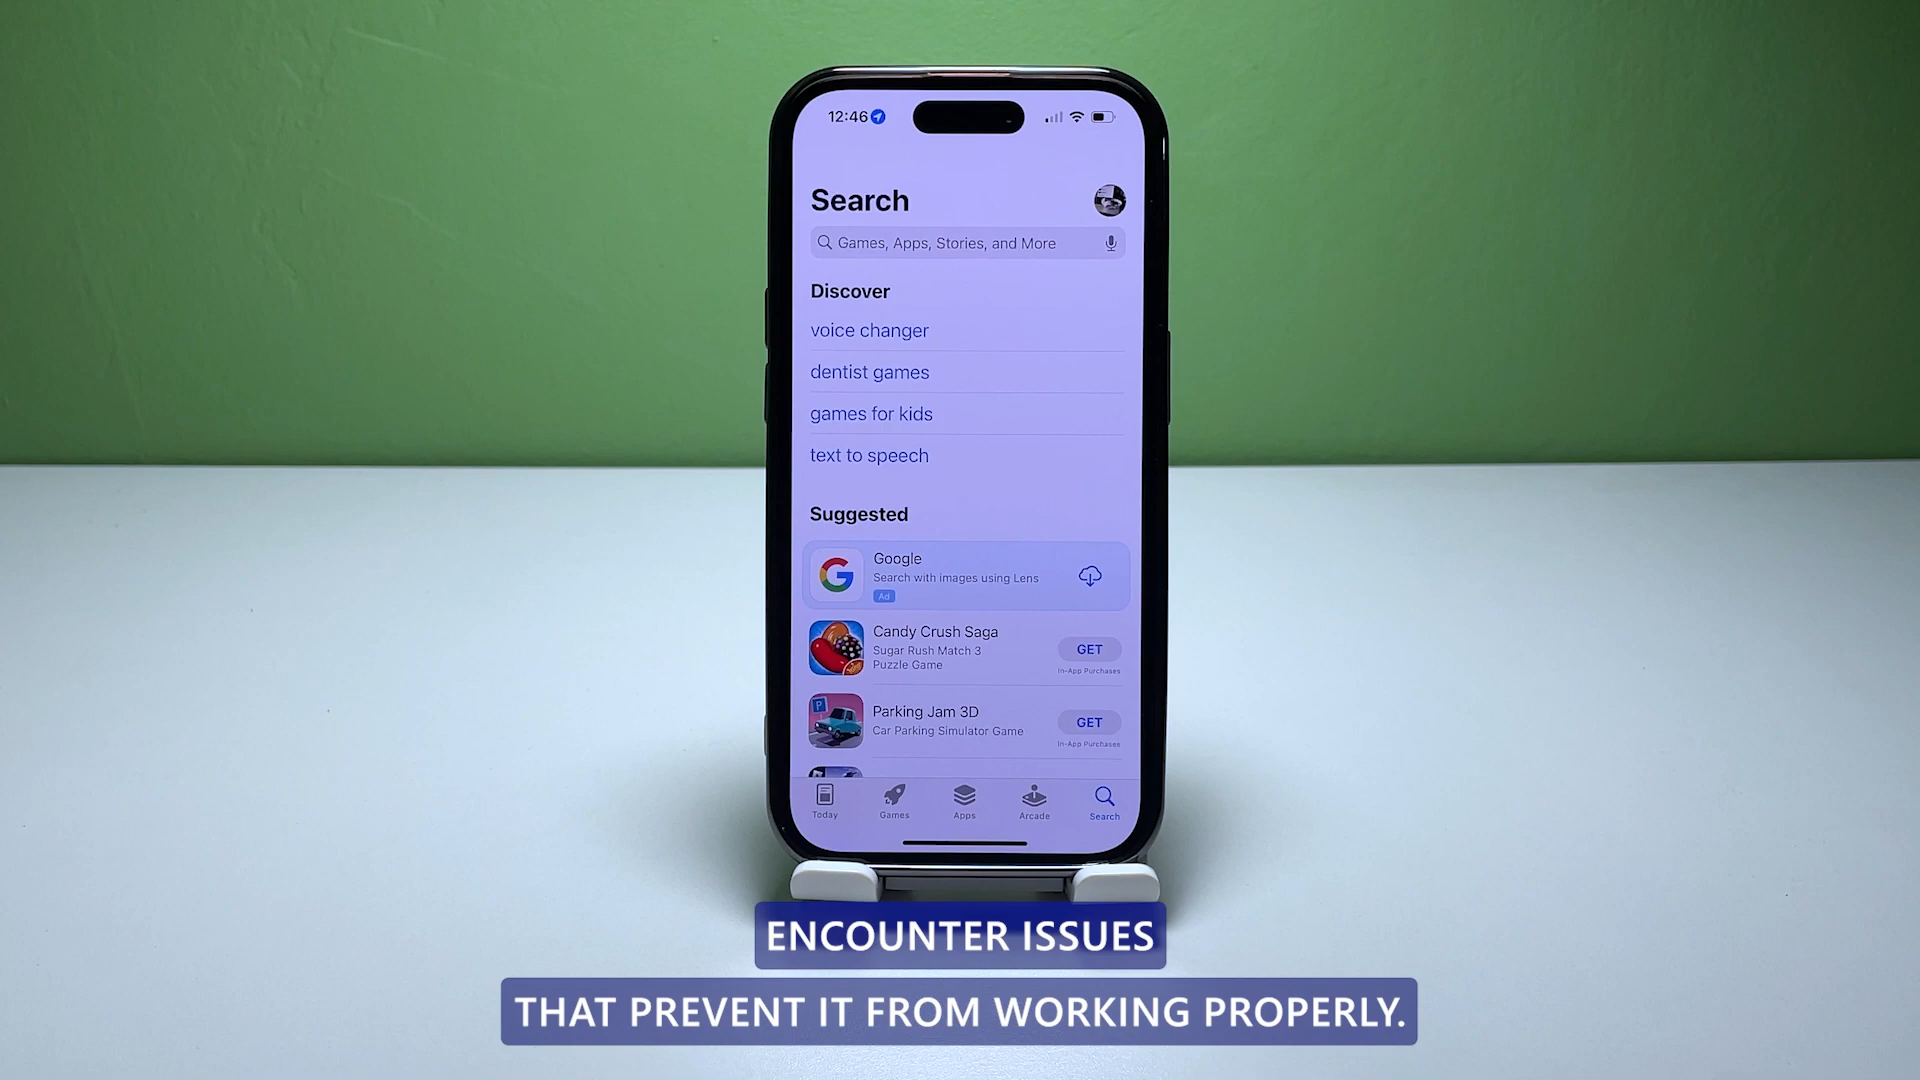 12:46
Search
Games, Apps, Stories, and More
Discover
voice changer
dentist games
games for kids
text to speech
Suggested
Google
Search with images using Lens
Ad
Candy Crush Saga
Sugar Rush Match 3
Puzzle Game
GET
In-App Purchases
P
Parking Jam 3D
Car Parking Simulator Game
GET
In-App Purchases
Today
Games
Apps
Arcade
Search
ENCOUNTER ISSUES
THAT PREVENT IT FROM WORKING PROPERLY.